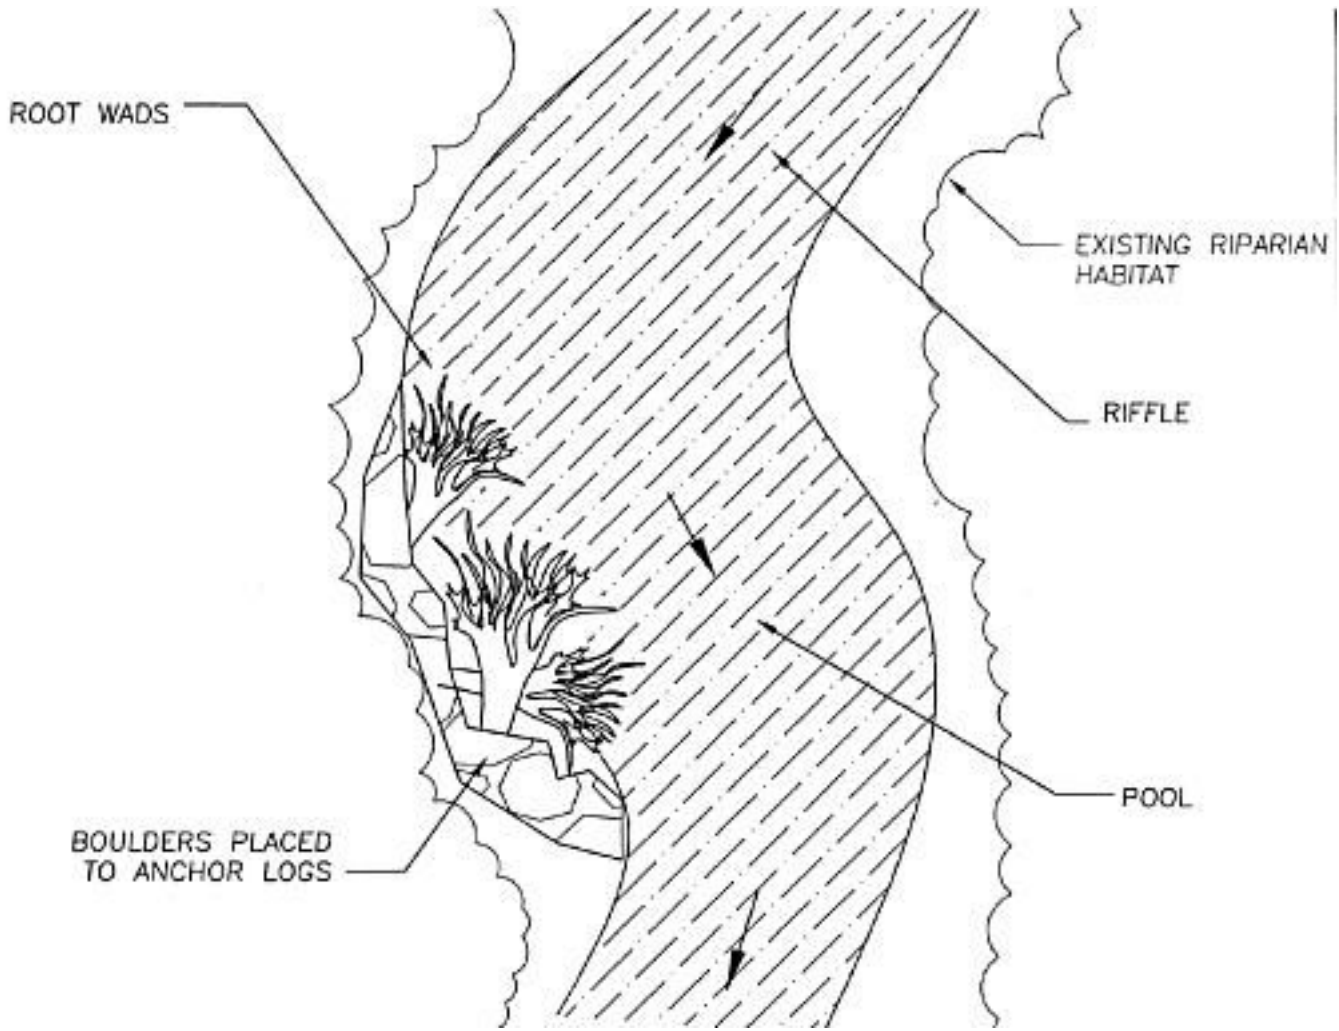 ROOT WADS
EXISTING RIPARIAN
HABITAT
RIFFLE
POOL
BOULDERS PLACED
TO ANCHOR LOGS